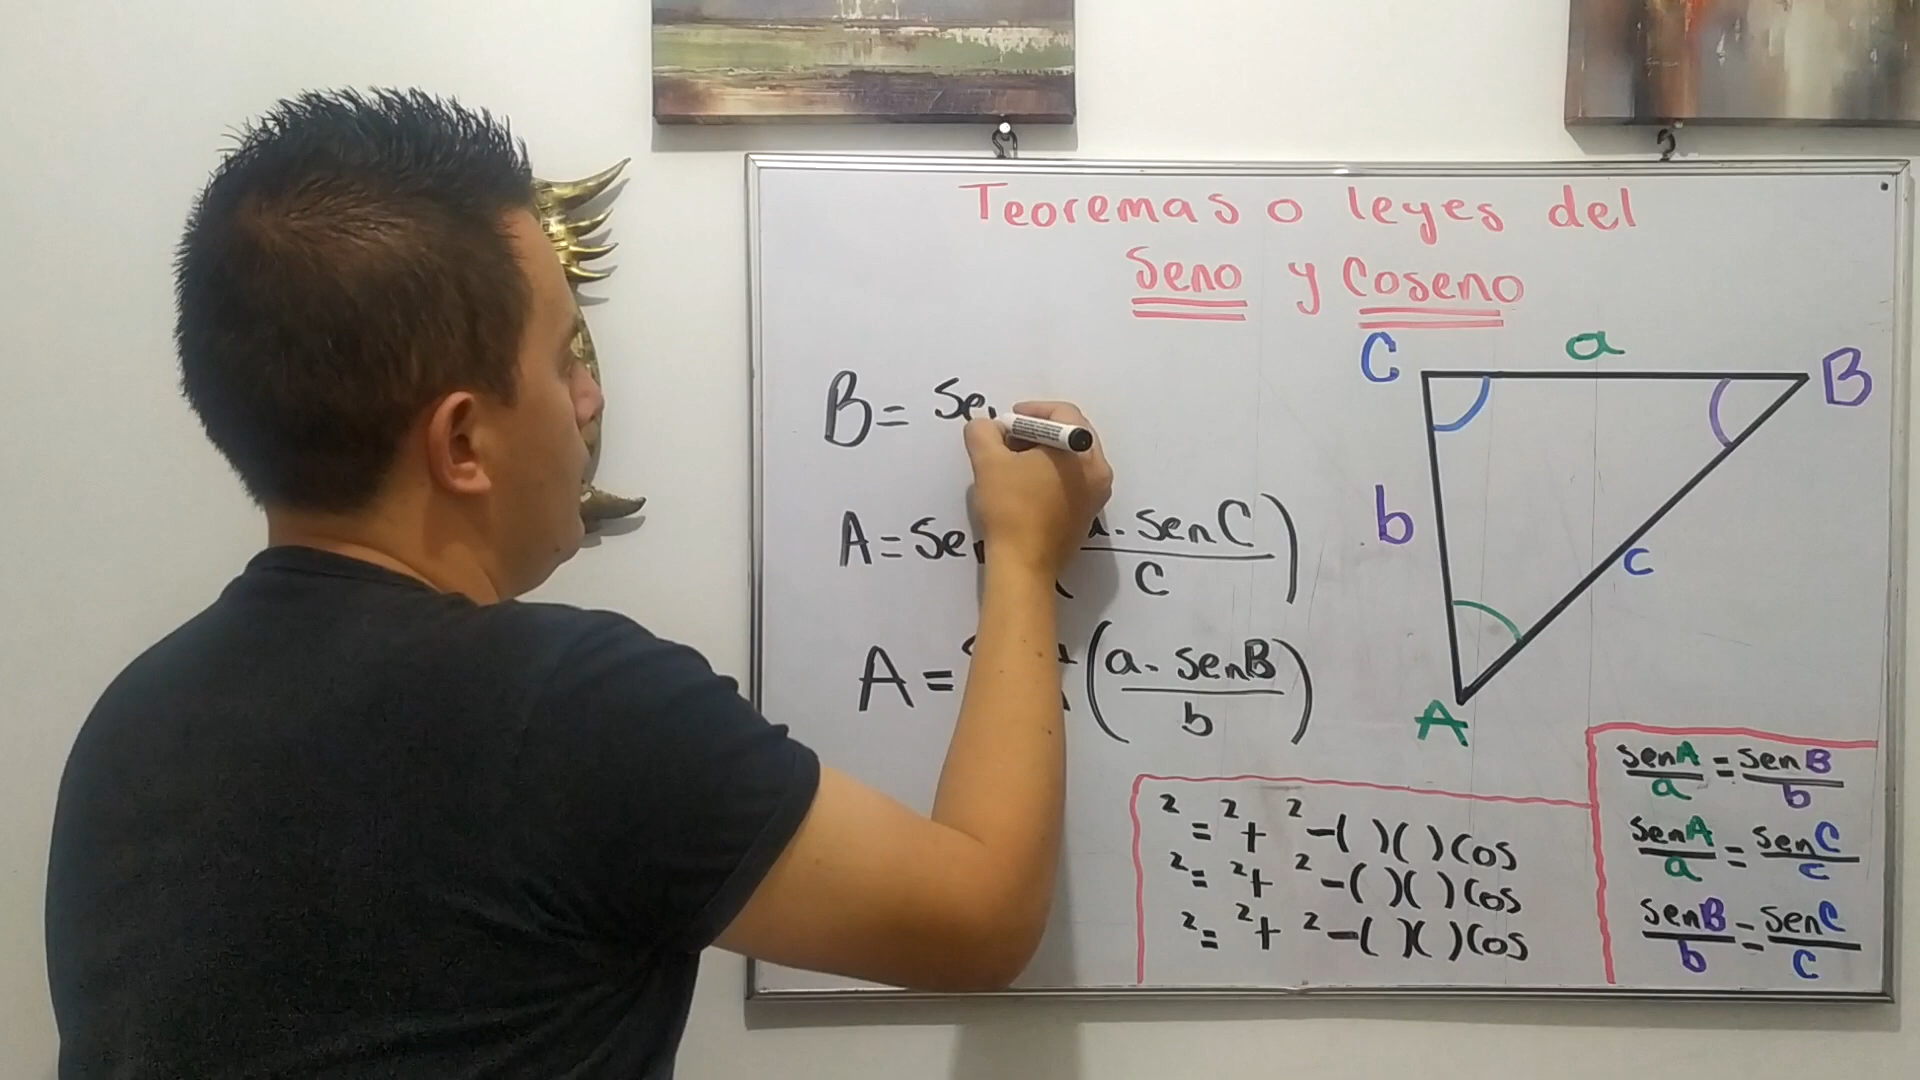 Teoremas o leyes del
Seno y Coseno
C a B
b c
A
B = Sen
A = Sen a. senC
C )
A = (a. senB
b )
² = ² + ² - ( )( ) Cos
² = ² + ² - ( )( ) Cos
² = ² + ² - ( )( ) Cos
senA/a = senB/b
senA/a = senC/c
senB/b = senC/c